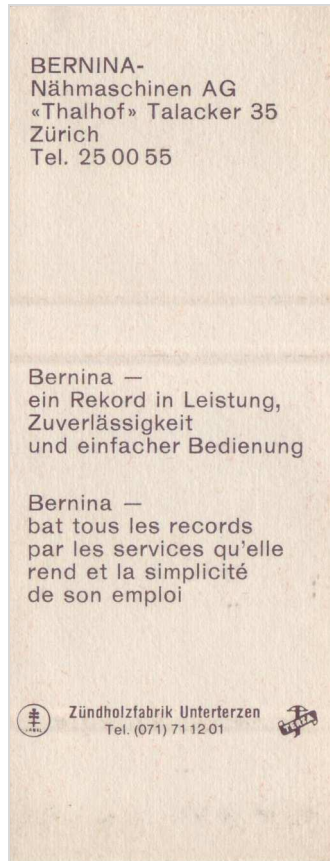 BERNINA-
Nähmaschinen AG
«Thalhof» Talacker 35
Zürich
Tel. 25 00 55
Bernina —
ein Rekord in Leistung,
Zuverlässigkeit
und einfacher Bedienung
Bernina —
bat tous les records
par les services qu'elle
rend et la simplicité
de son emploi
Zündholzfabrik Unterterzen
Tel. (071) 71 12 01
TERZA